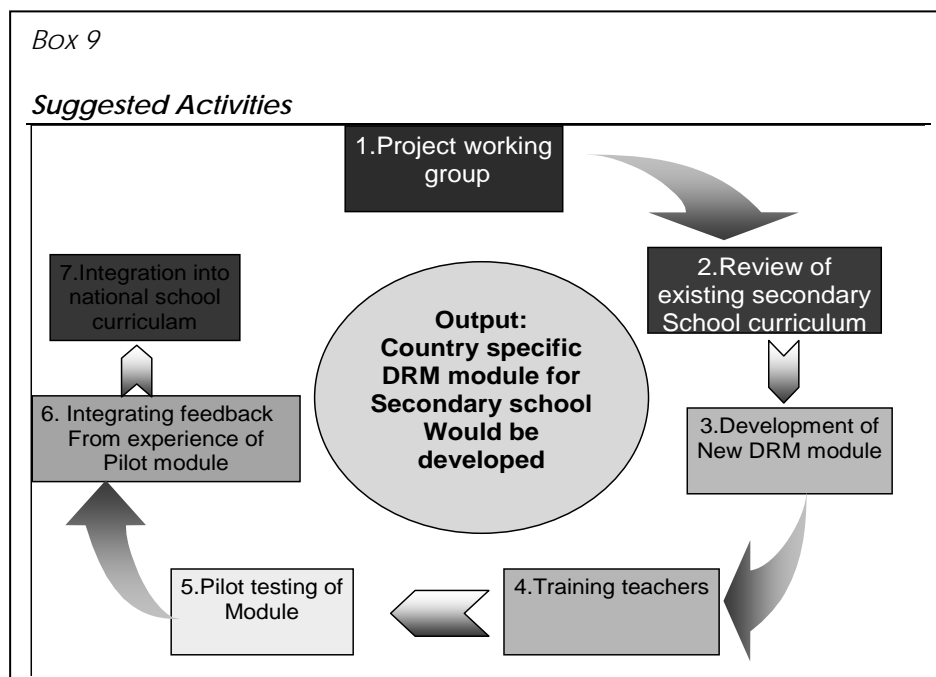 Box 9
Suggested Activities
1.Project working
group
2.Review of
existing secondary
School curriculum
3.Development of
New DRM module
4.Training teachers
5.Pilot testing of
Module
6. Integrating feedback
From experience of
Pilot module
7.Integration into
national school
curriculam
Output:
Country specific
DRM module for
Secondary school
Would be
developed